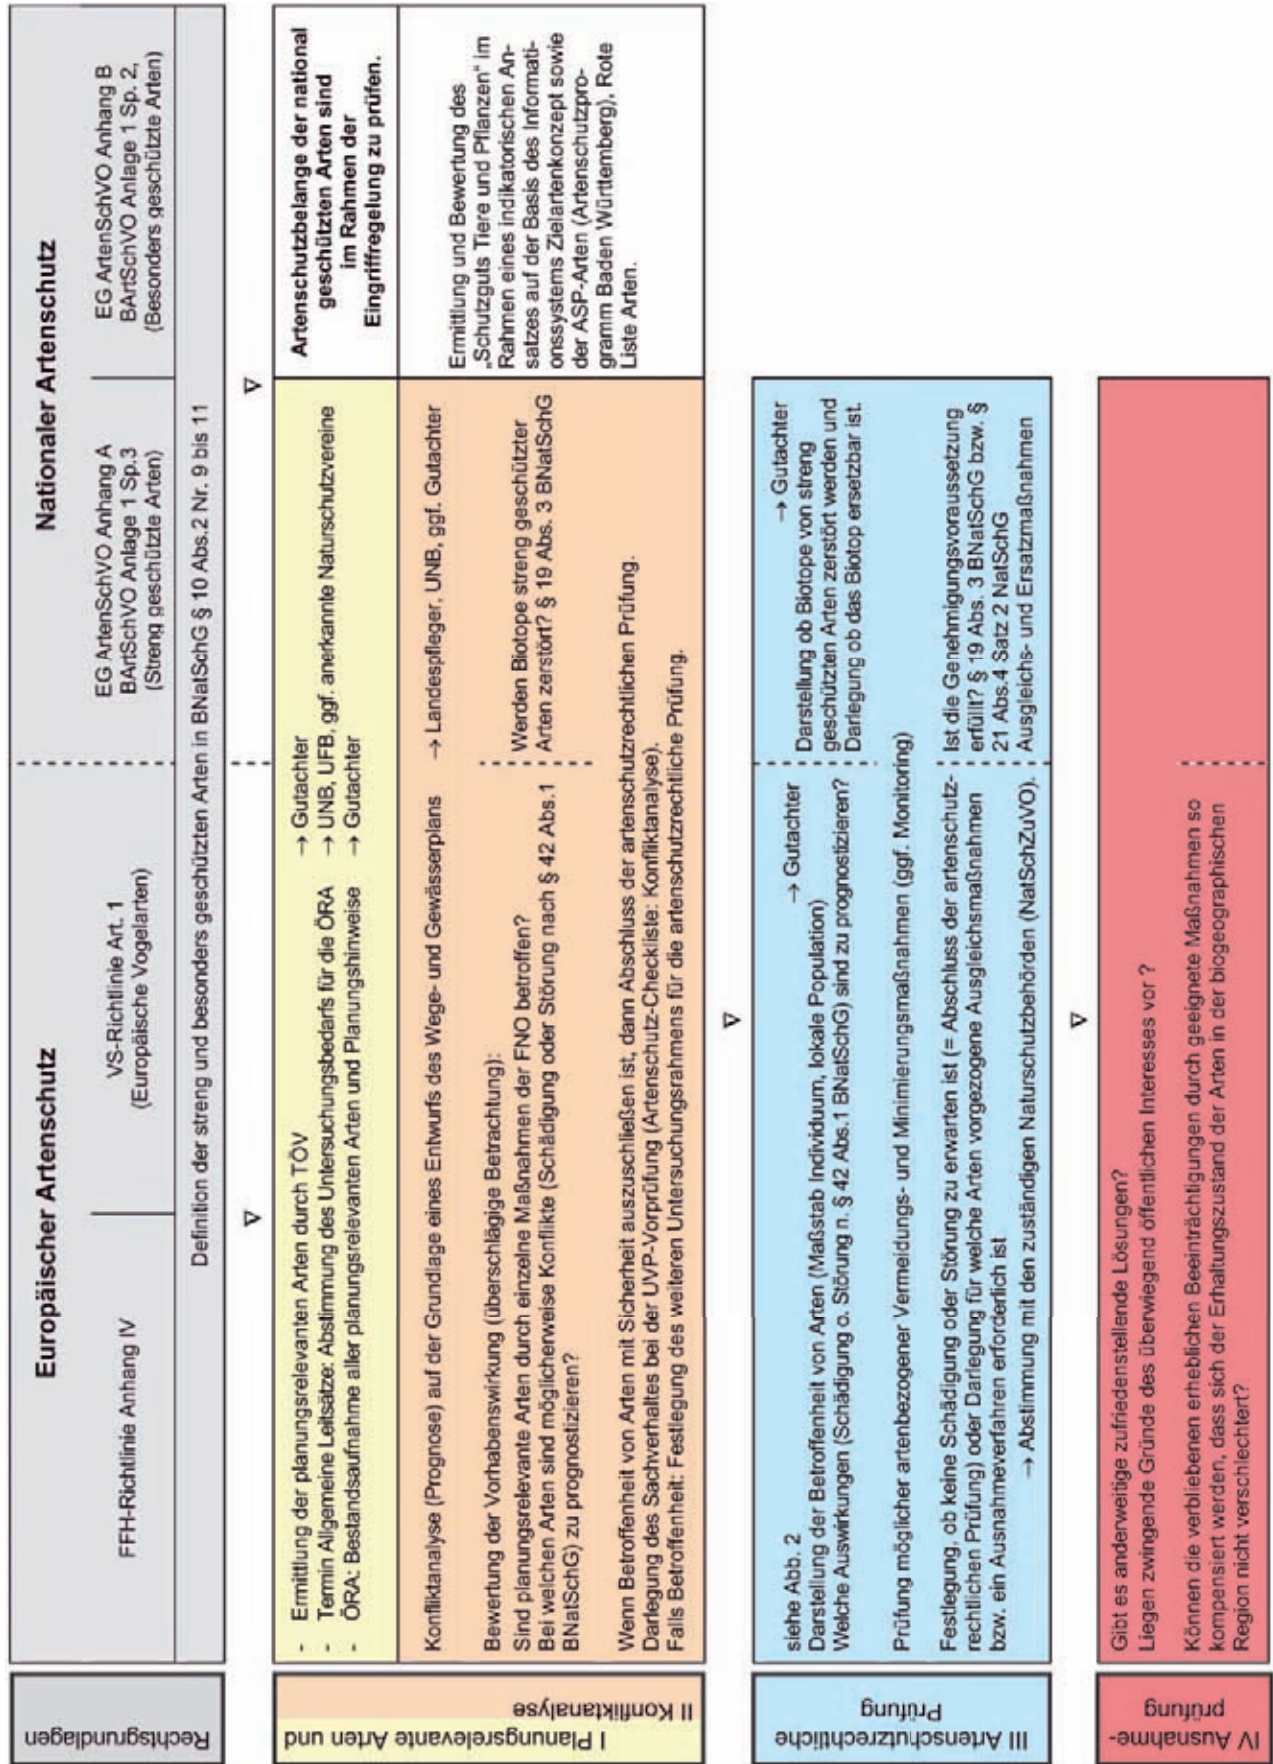 Rechtsgrundlagen
Europäischer Artenschutz
Nationaler Artenschutz
FFH-Richtlinie Anhang IV
VS-Richtlinie Art. 1
(Europäische Vogelarten)
EG ArtenSchVO Anhang A
BArtSchVO Anlage 1 Sp.3
(Streng geschützte Arten)
EG ArtenSchVO Anhang B
BArtSchVO Anlage 1 Sp. 2,
(Besonders geschützte Arten)
Definition der streng und besonders geschützten Arten in BNatSchG § 10 Abs.2 Nr. 9 bis 11
I Planungsrelevante Arten und
II Konfliktanalyse
- Ermittlung der planungsrelevanten Arten durch TÖV → Gutachter
- Termin Allgemeine Leitsätze: Abstimmung des Untersuchungsbedarfs für die ÖRA → UNB, UFB, ggf. anerkannte Naturschutzvereine
- ÖRA: Bestandsaufnahme aller planungsrelevanten Arten und Planungshinweise → Gutachter
Artenschutzbelange der national
geschützten Arten sind
im Rahmen der
Eingriffregelung zu prüfen.
Konfliktanalyse (Prognose) auf der Grundlage eines Entwurfs des Wege- und Gewässerplans → Landespfleger, UNB, ggf. Gutachter
Bewertung der Vorhabenswirkung (überschlägige Betrachtung):
Sind planungsrelevante Arten durch einzelne Maßnahmen der FNO betroffen?
Bei welchen Arten sind möglicherweise Konflikte (Schädigung oder Störung nach § 42 Abs.1
BNatSchG) zu prognostizieren?
Werden Biotope streng geschützter
Arten zerstört? § 19 Abs. 3 BNatSchG
Wenn Betroffenheit von Arten mit Sicherheit auszuschließen ist, dann Abschluss der artenschutzrechtlichen Prüfung.
Darlegung des Sachverhaltes bei der UVP-Vorprüfung (Artenschutz-Checkliste: Konfliktanalyse).
Falls Betroffenheit: Festlegung des weiteren Untersuchungsrahmens für die artenschutzrechtliche Prüfung.
Ermittlung und Bewertung des
„Schutzguts Tiere und Pflanzen" im
Rahmen eines indikatorischen An-
satzes auf der Basis des Informati-
onssystems Zielartenkonzept sowie
der ASP-Arten (Artenschutzpro-
gramm Baden Württemberg), Rote
Liste Arten.
III Artenschutzrechtliche
Prüfung
siehe Abb. 2 → Gutachter
Darstellung der Betroffenheit von Arten (Maßstab Individuum, lokale Population)
Welche Auswirkungen (Schädigung o. Störung n. § 42 Abs.1 BNatSchG) sind zu prognostizieren?
Prüfung möglicher artenbezogener Vermeidungs- und Minimierungsmaßnahmen (ggf. Monitoring)
Festlegung, ob keine Schädigung oder Störung zu erwarten ist (= Abschluss der artenschutz-
rechtlichen Prüfung) oder Darlegung für welche Arten vorgezogene Ausgleichsmaßnahmen
bzw. ein Ausnahmeverfahren erforderlich ist
→ Abstimmung mit den zuständigen Naturschutzbehörden (NatSchZuVO).
→ Gutachter
Darstellung ob Biotope von streng
geschützten Arten zerstört werden und
Darlegung ob das Biotop ersetzbar ist.
Ist die Genehmigungsvoraussetzung
erfüllt? § 19 Abs. 3 BNatSchG bzw. §
21 Abs.4 Satz 2 NatSchG
Ausgleichs- und Ersatzmaßnahmen
IV Ausnahme-
prüfung
Gibt es anderweitige zufriedenstellende Lösungen?
Liegen zwingende Gründe des überwiegend öffentlichen Interesses vor ?
Können die verbliebenen erheblichen Beeinträchtigungen durch geeignete Maßnahmen so
kompensiert werden, dass sich der Erhaltungszustand der Arten in der biogeographischen
Region nicht verschlechtert?